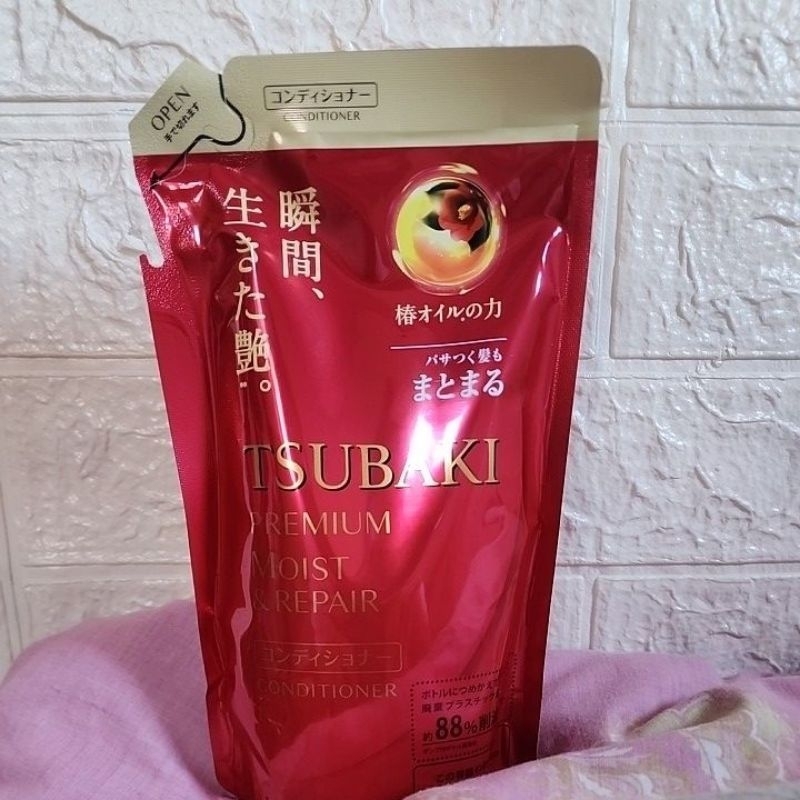 OPEN
手で切れます
コンディショナー
CONDITIONER
瞬間、
生きた艶。
椿オイル.の力
パサつく髪も
まとまる
TSUBAKI
PREMIUM
MOIST
& REPAIR
コンディショナー
CONDITIONER
ボトルにつめかえで
廃棄プラスチック
約88%削減